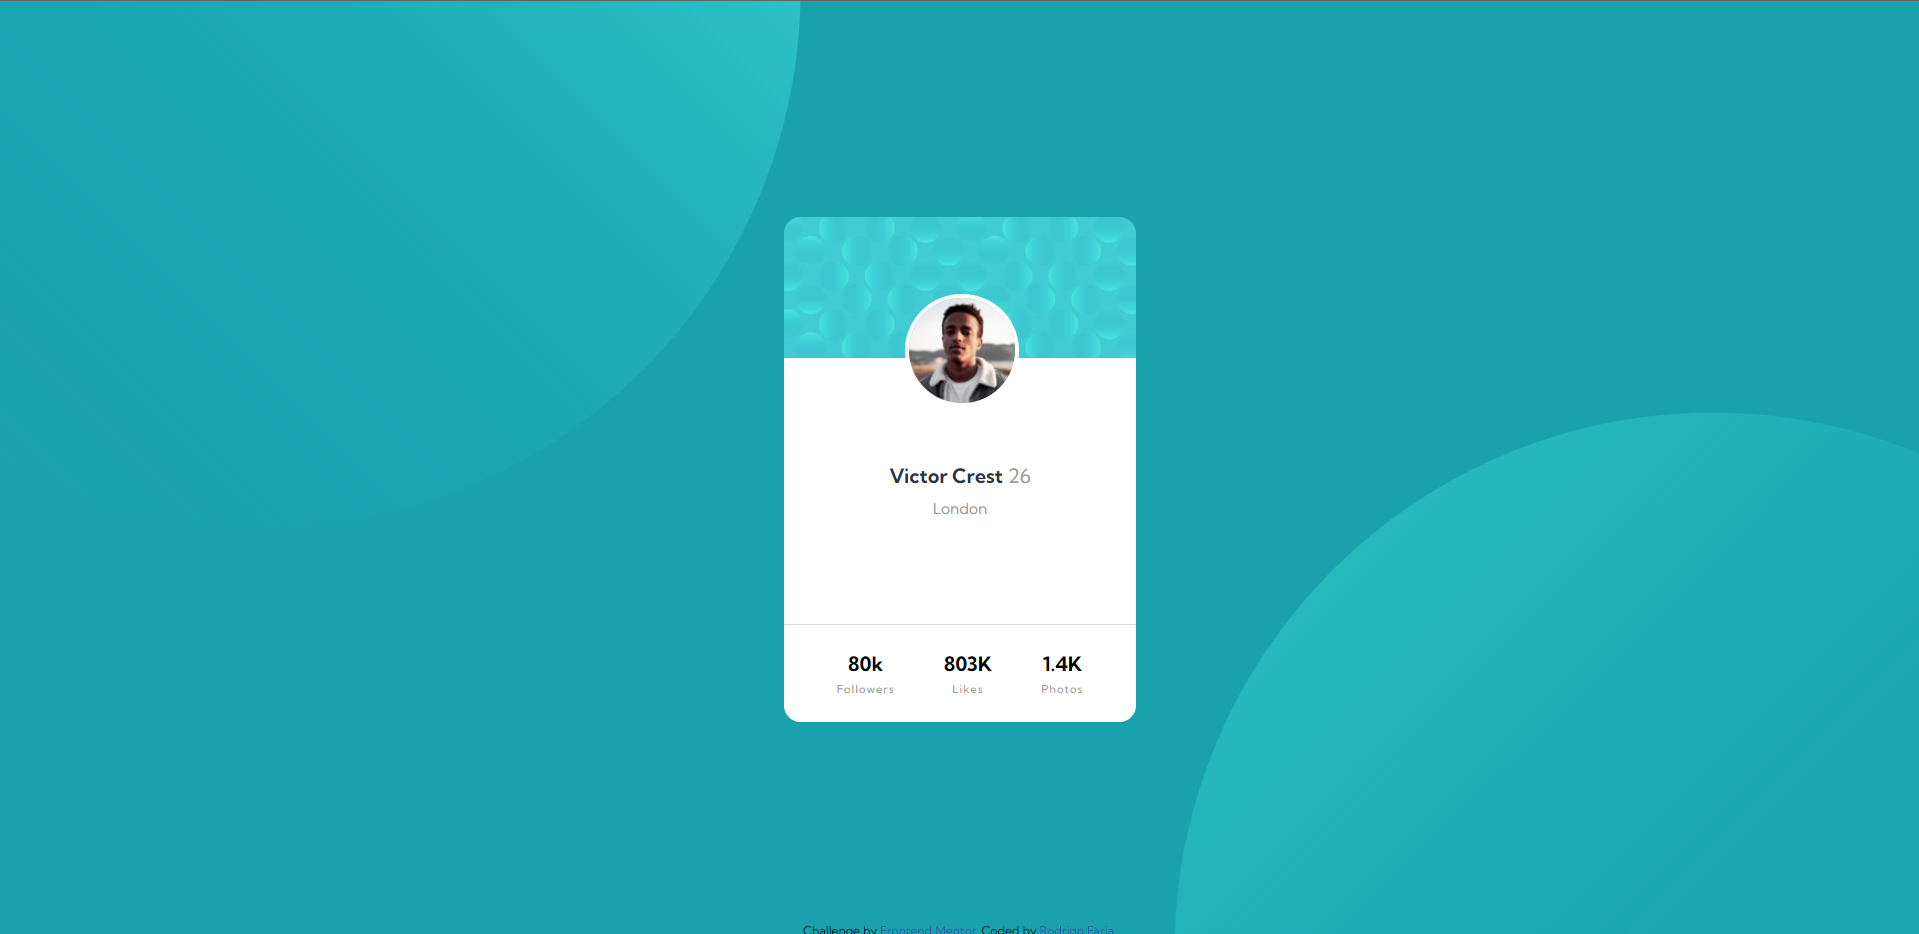 Victor Crest 26
London
80k 803K 1.4K
Followers Likes Photos
Challenge by Frontend Mentor. Coded by Rodrigo Faria.